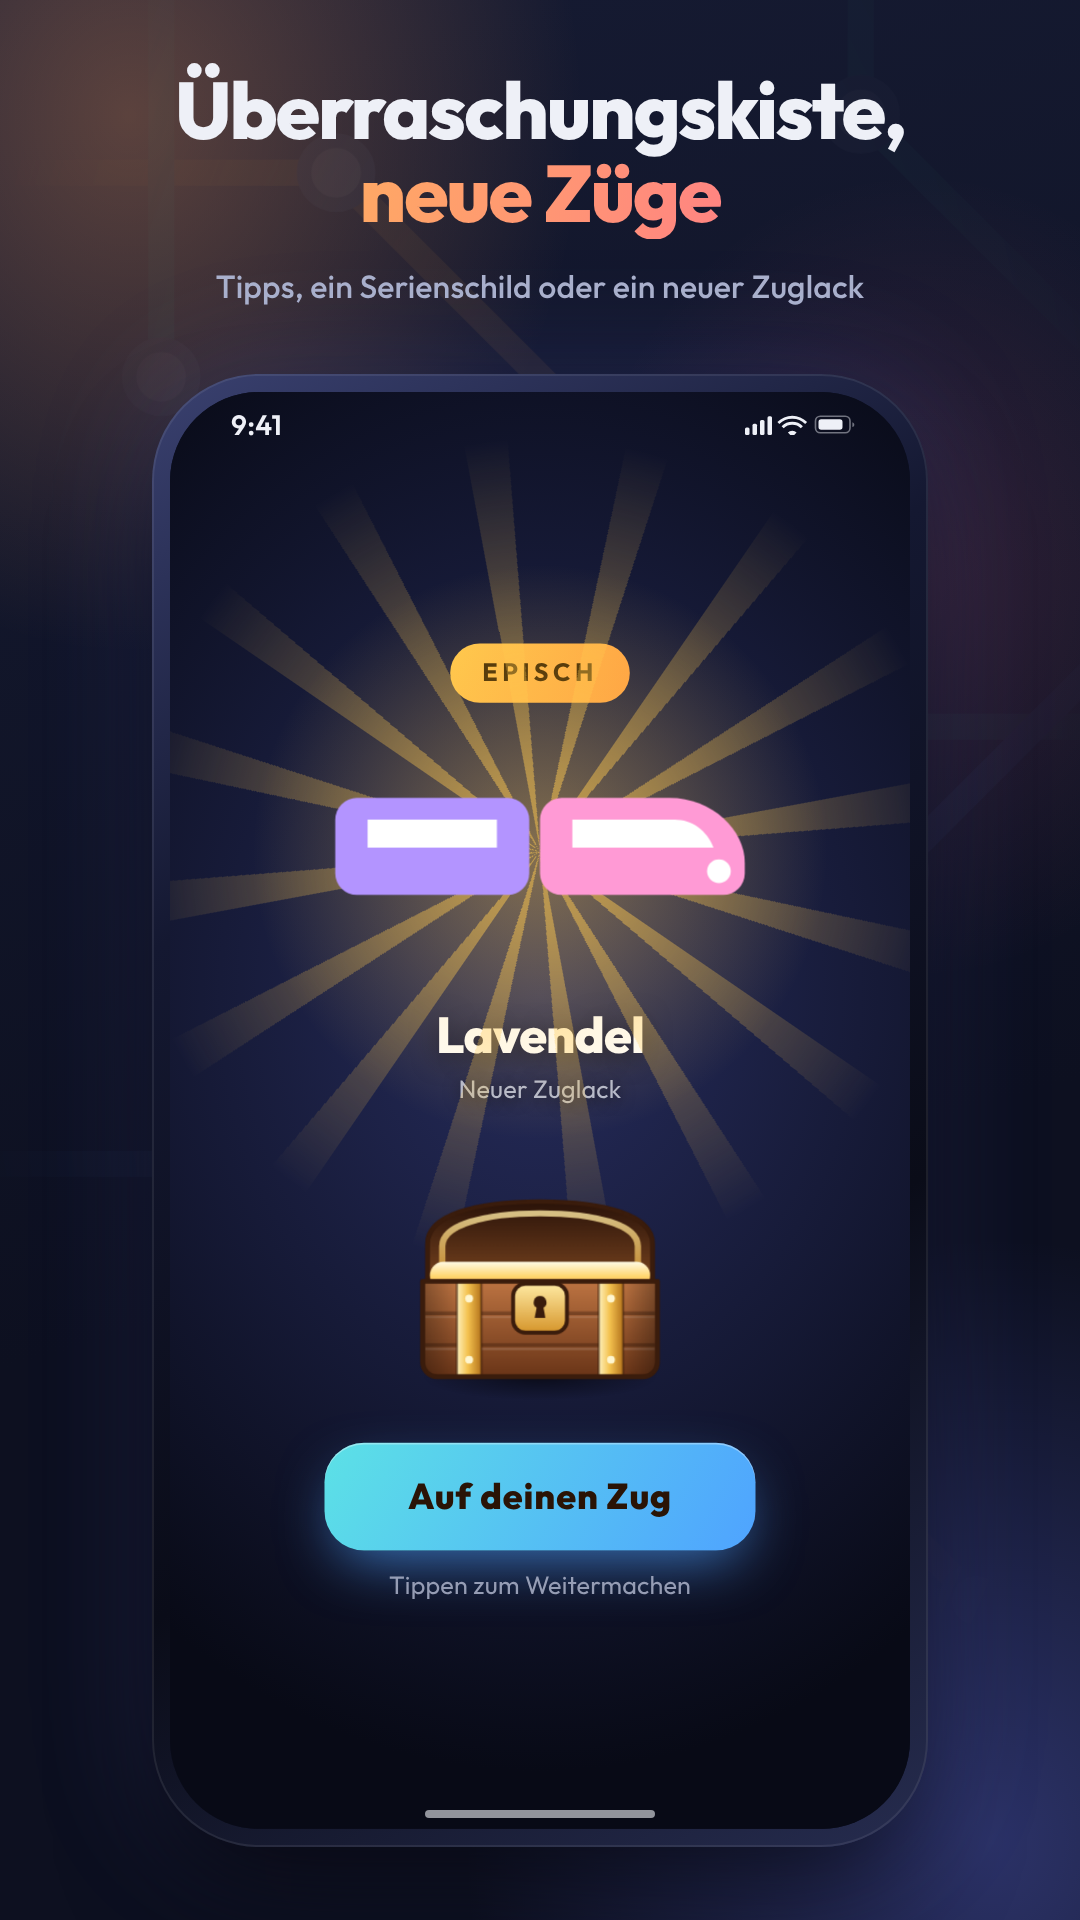 Überraschungskiste,
neue Züge
Tipps, ein Serienschild oder ein neuer Zuglack
9:41
EPISCH
Lavendel
Neuer Zuglack
Auf deinen Zug
Tippen zum Weitermachen